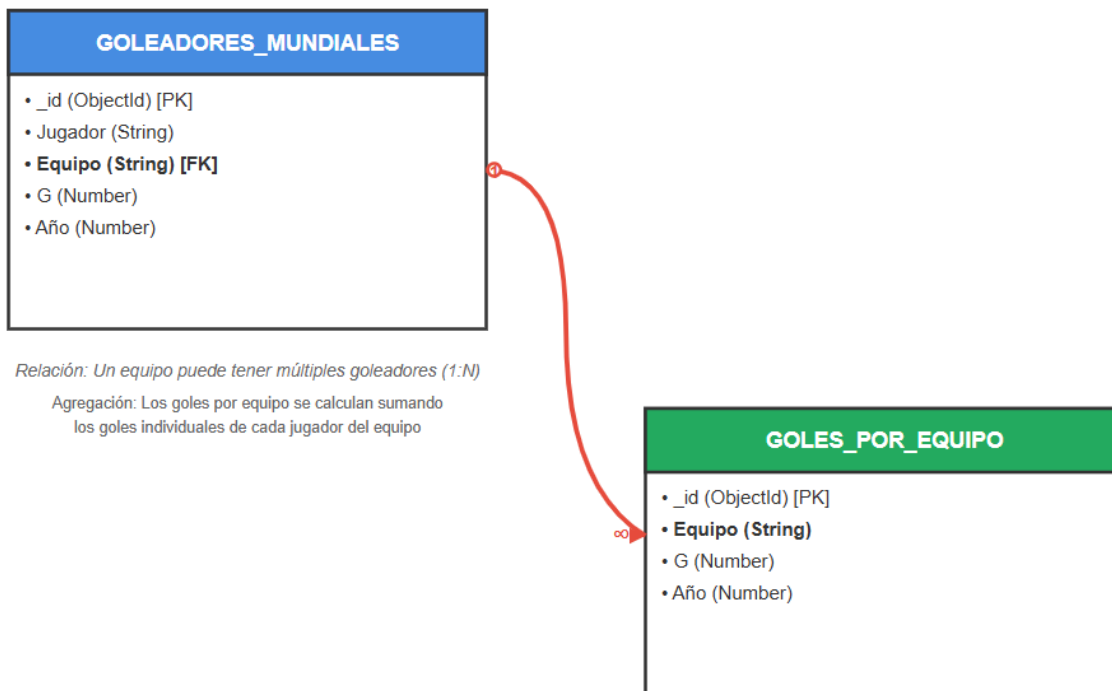 GOLEADORES_MUNDIALES
• _id (ObjectId) [PK]
• Jugador (String)
• Equipo (String) [FK]
• G (Number)
• Año (Number)
1
Relación: Un equipo puede tener múltiples goleadores (1:N)
Agregación: Los goles por equipo se calculan sumando
los goles individuales de cada jugador del equipo
GOLES_POR_EQUIPO
• _id (ObjectId) [PK]
• Equipo (String)
∞
• G (Number)
• Año (Number)